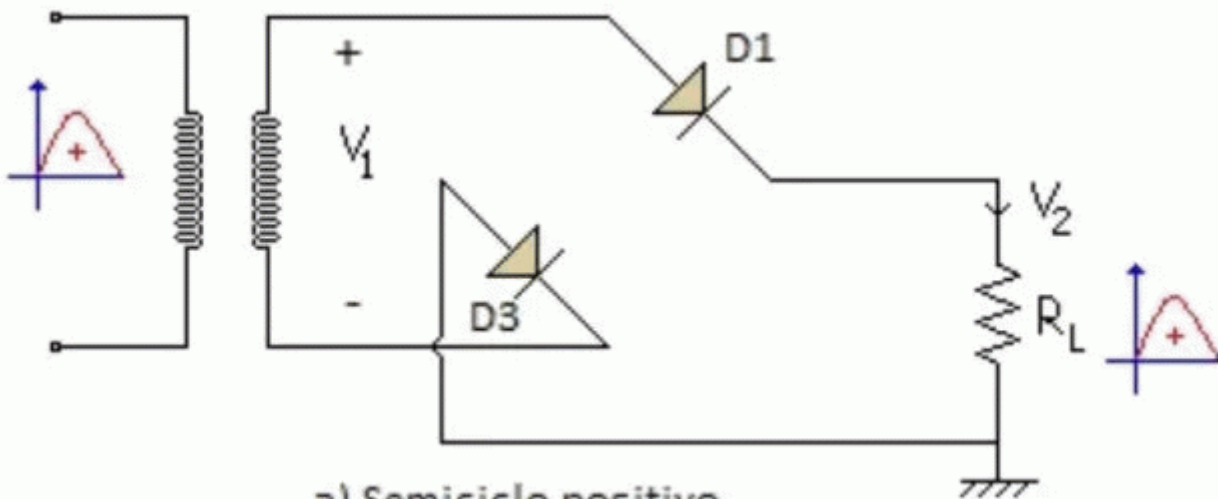 D1
+
V1
-
D3
+
V2
RL
+
a) Semiciclo positivo